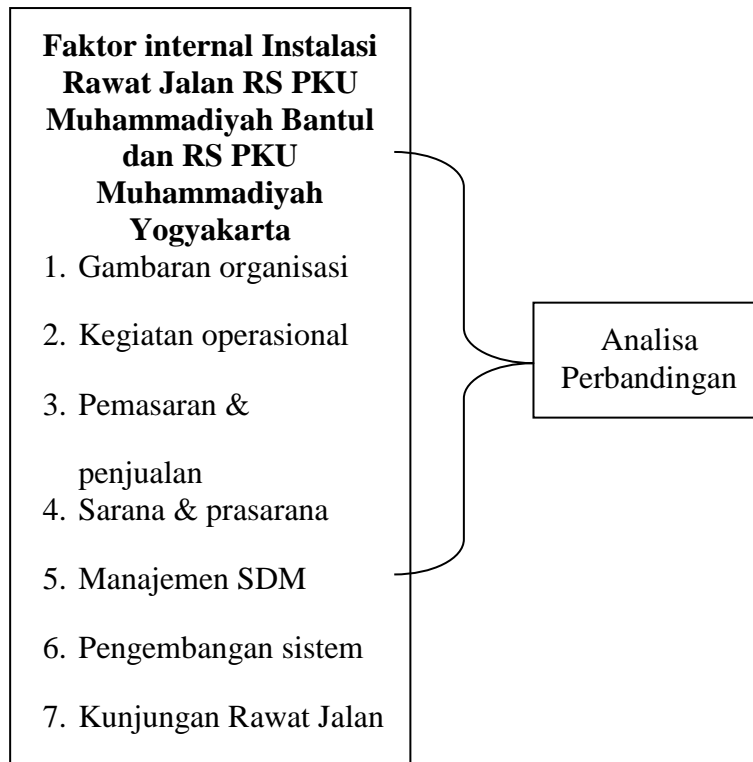 Faktor internal Instalasi
Rawat Jalan RS PKU
Muhammadiyah Bantul
dan RS PKU
Muhammadiyah
Yogyakarta
1. Gambaran organisasi
2. Kegiatan operasional
3. Pemasaran &
penjualan
4. Sarana & prasarana
5. Manajemen SDM
6. Pengembangan sistem
7. Kunjungan Rawat Jalan
Analisa
Perbandingan